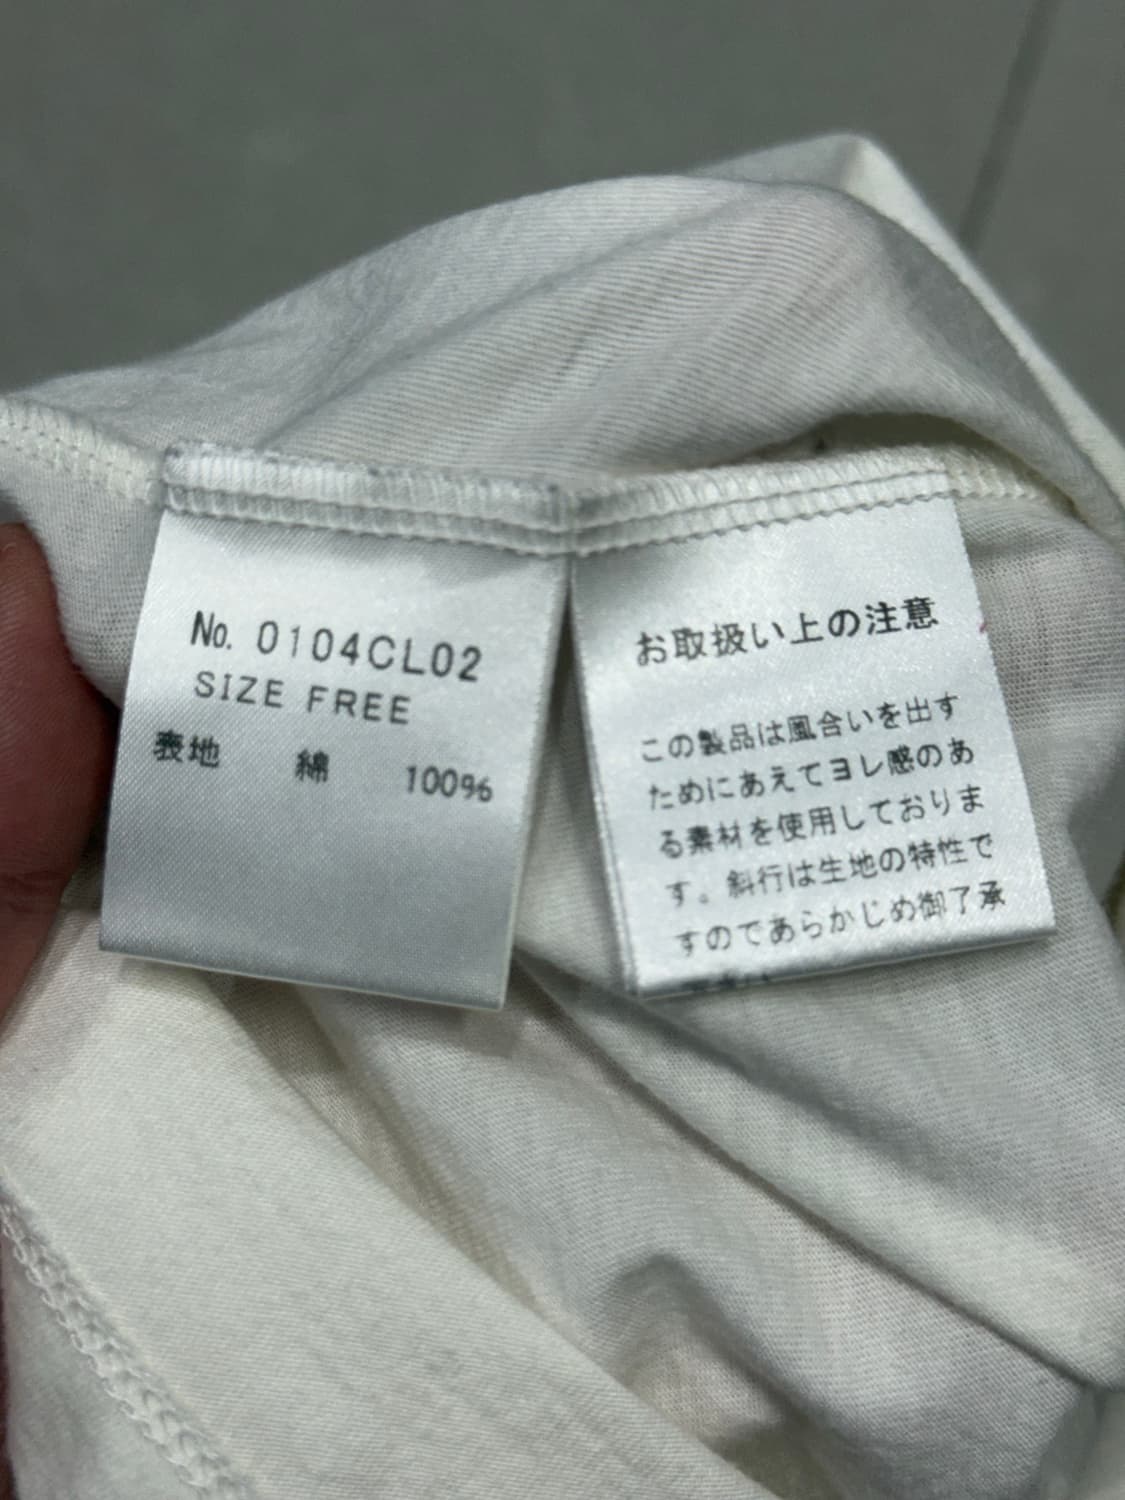 No. 0104CL02
SIZE FREE
表地 綿 100%
お取扱い上の注意
この製品は風合いを出す
ためにあえてヨレ感のあ
る素材を使用しておりま
す。斜行は生地の特性で
すのであらかじめ御了承